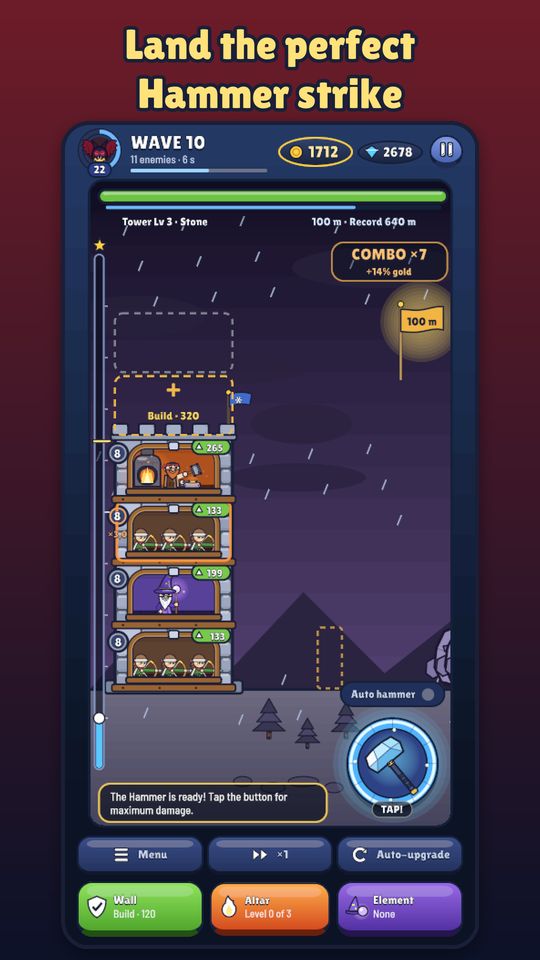 Land the perfect
Hammer strike
WAVE 10
11 enemies · 6 s
22
1712
2678
Tower Lv 3 · Stone
100 m · Record 640 m
COMBO ×7
+14% gold
100 m
Build · 320
8
265
8
133
8
199
8
133
Auto hammer
TAP!
The Hammer is ready! Tap the button for
maximum damage.
Menu
×1
Auto-upgrade
Wall
Build · 120
Altar
Level 0 of 3
Element
None